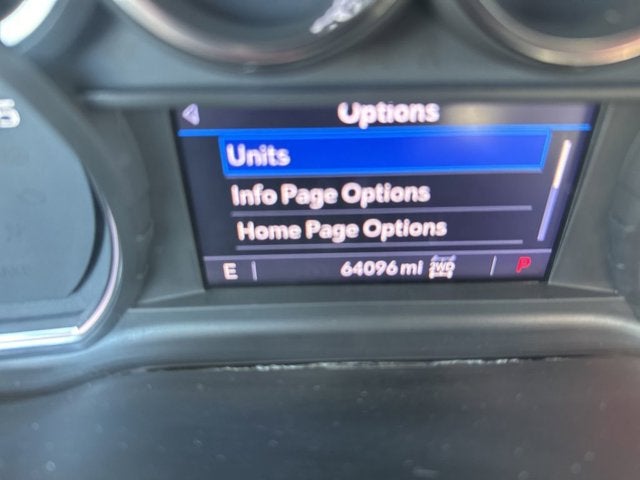 Options
Units
Info Page Options
Home Page Options
E 64096 mi 2WD P